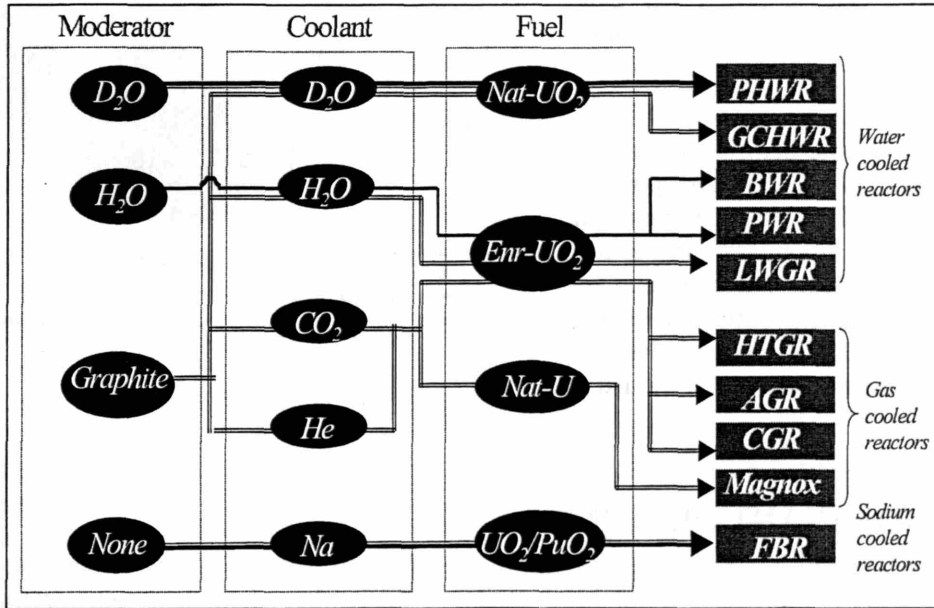 Moderator
Coolant
Fuel
D₂O
D₂O
Nat-UO₂
PHWR
GCHWR
Water
cooled
reactors
H₂O
H₂O
BWR
PWR
Enr-UO₂
LWGR
CO₂
HTGR
Graphite
Nat-U
AGR
Gas
cooled
reactors
He
CGR
Magnox
None
Na
UO₂/PuO₂
FBR
Sodium
cooled
reactors